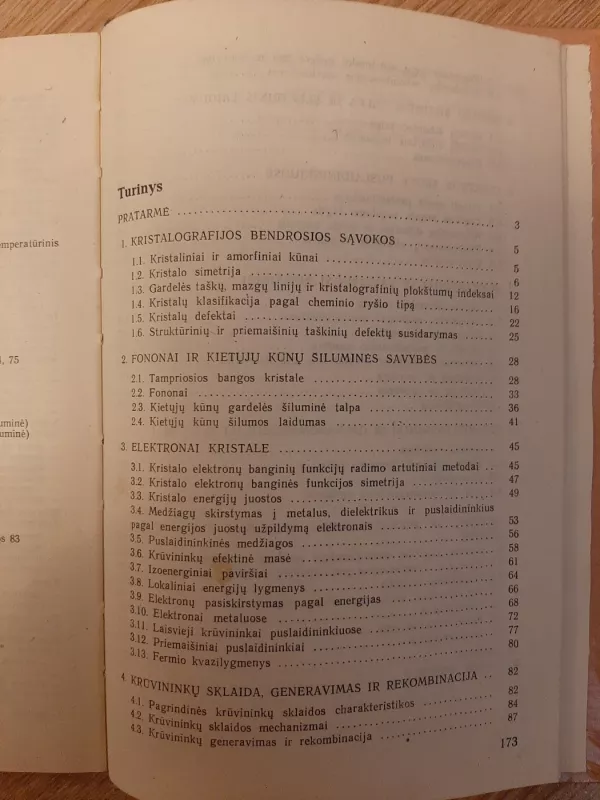 emperatūrinis
, 75
luminė)
uminė)
os 83
Turinys
PRATARMĖ 3
1. KRISTALOGRAFIJOS BENDROSIOS SĄVOKOS 5
1.1. Kristaliniai ir amorfiniai kūnai 5
1.2. Kristalo simetrija 6
1.3. Gardelės taškų, mazgų linijų ir kristalografinių plokštumų indeksai 12
1.4. Kristalų klasifikacija pagal cheminio ryšio tipą 16
1.5. Kristalų defektai 22
1.6. Struktūrinių ir priemaišinių taškinių defektų susidarymas 25
2. FONONAI IR KIETŲJŲ KŪNŲ ŠILUMINĖS SAVYBĖS 28
2.1. Tampriosios bangos kristale 28
2.2. Fononai 33
2.3. Kietųjų kūnų gardelės šiluminė talpa 36
2.4. Kietųjų kūnų šilumos laidumas 41
3. ELEKTRONAI KRISTALE 45
3.1. Kristalo elektronų banginių funkcijų radimo artutiniai metodai 45
3.2. Kristalo elektronų banginės funkcijos simetrija 47
3.3. Kristalo energijų juostos 49
3.4. Medžiagų skirstymas į metalus, dielektrikus ir puslaidininkius
pagal energijos juostų užpildymą elektronais 53
3.5. Puslaidininkinės medžiagos 56
3.6. Krūvininkų efektinė masė 58
3.7. Izoenerginiai paviršiai 61
3.8. Lokaliniai energijų lygmenys 64
3.9. Elektronų pasiskirstymas pagal energijas 66
3.10. Elektronai metaluose 68
3.11. Laisvieji krūvininkai puslaidininkiuose 72
3.12. Priemaišiniai puslaidininkiai 77
3.13. Fermio kvazilygmenys 80
4. KRŪVININKŲ SKLAIDA, GENERAVIMAS IR REKOMBINACIJA 82
4.1. Pagrindinės krūvininkų sklaidos charakteristikos 82
4.2. Krūvininkų sklaidos mechanizmai 84
4.3. Krūvininkų generavimas ir rekombinacija 87
173